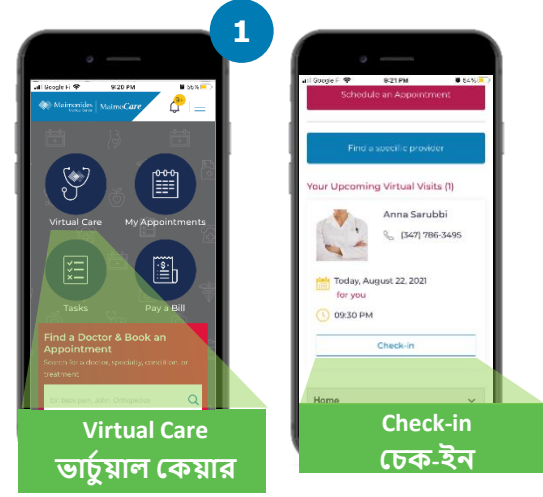 1
Google Fi 9:20 PM 55%
Maimonides MaimoCare
Virtual Care My Appointments
Tasks Pay a Bill
Find a Doctor & Book an
Appointment
Search for a doctor, specialty, condition, or
treatment
Virtual Care
ভার্চুয়াল কেয়ার
Google Fi 9:21 PM 54%
Schedule an Appointment
Find a specific provider
Your Upcoming Virtual Visits (1)
Anna Sarubbi
(347) 786-3495
Today, August 22, 2021
for you
09:30 PM
Check-in
Home
Check-in
চেক-ইন